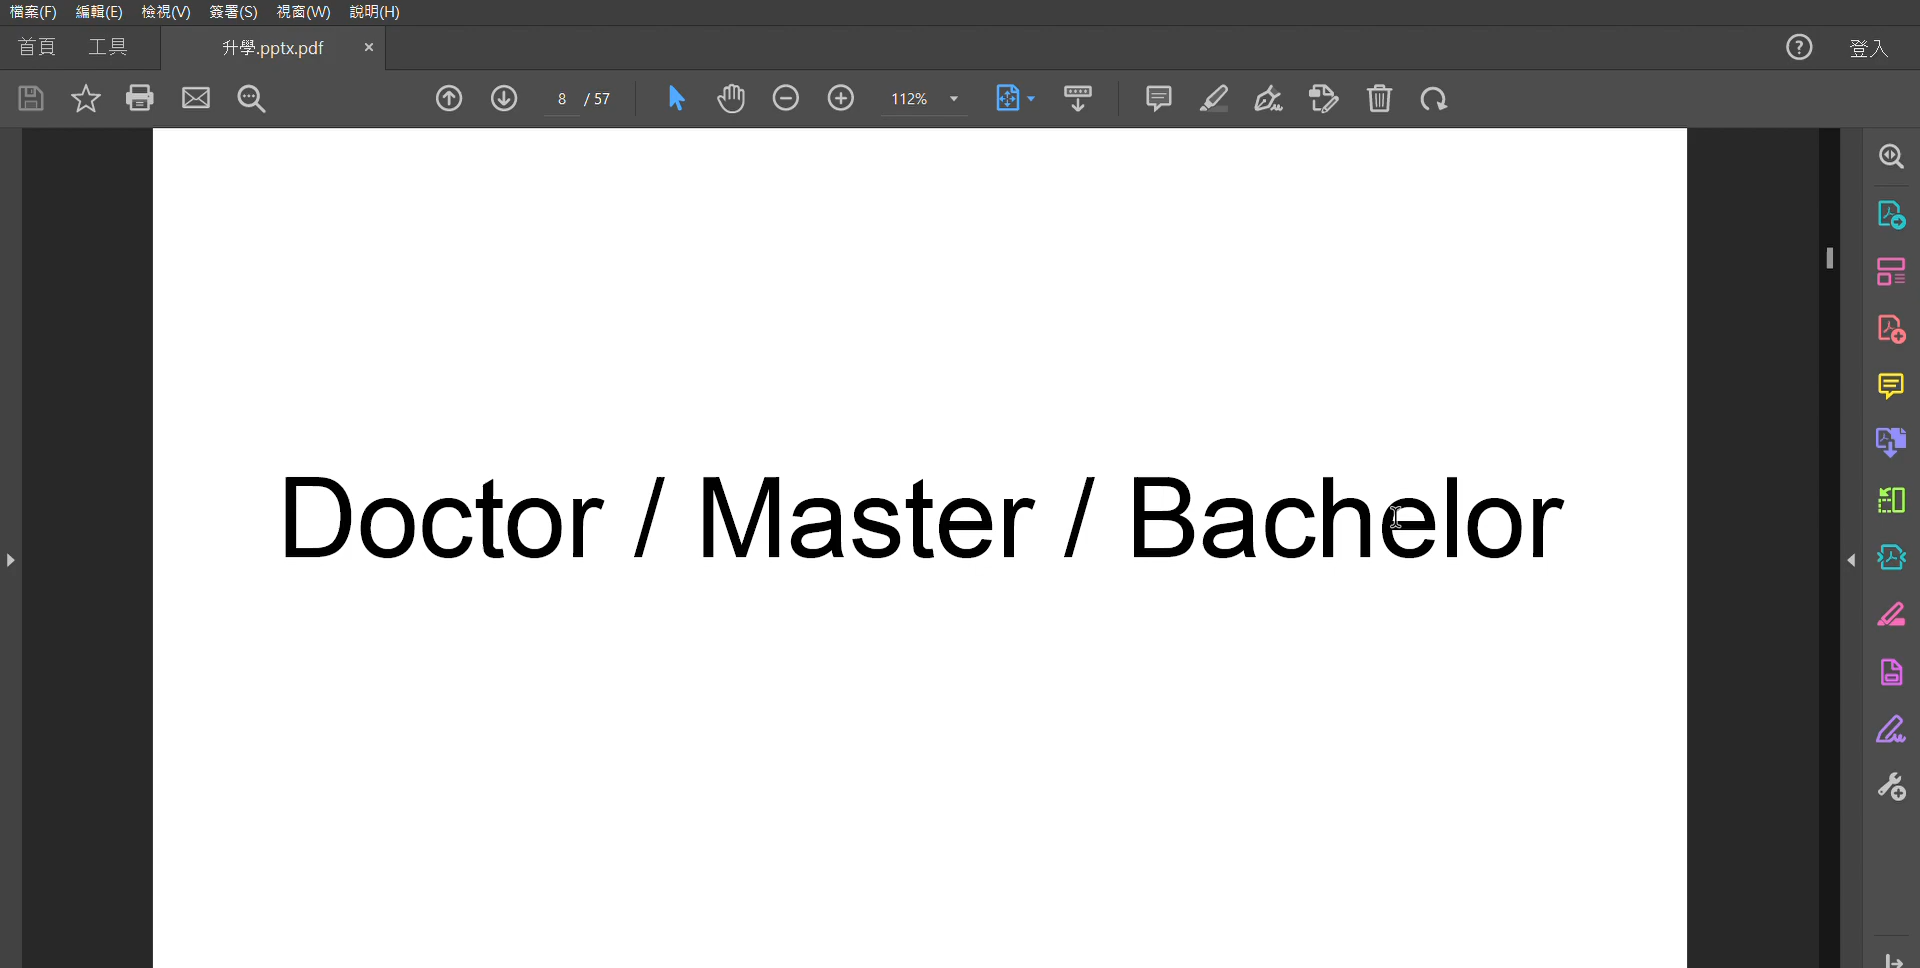 檔案(F) 編輯(E) 檢視(V) 簽署(S) 視窗(W) 說明(H)
首頁 工具 升學.pptx.pdf × ? 登入
8 / 57 112%
Doctor / Master / Bachelor